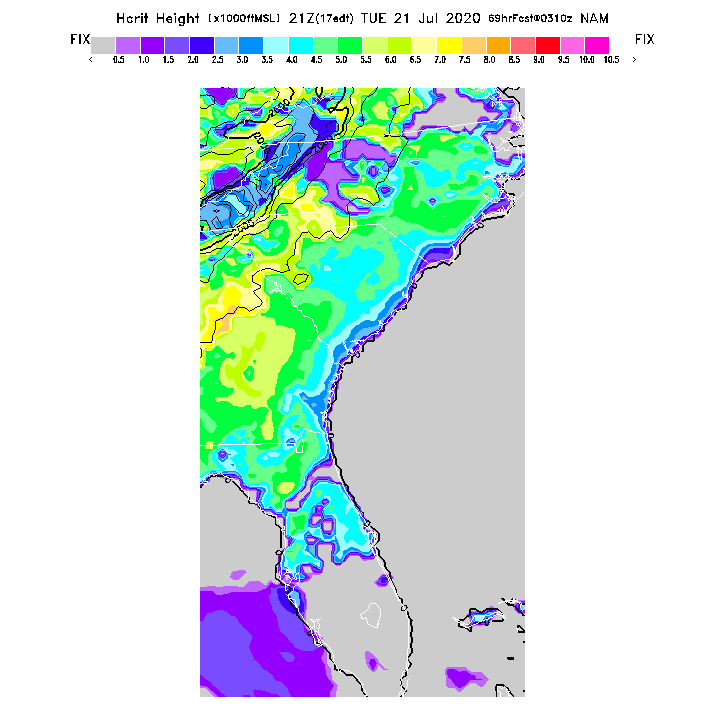 Hcrit Height [x1000ftMSL] 21Z(17edt) TUE 21 Jul 2020 69hrFcst@0310z NAM
FIX FIX
< 0.5 1.0 1.5 2.0 2.5 3.0 3.5 4.0 4.5 5.0 5.5 6.0 6.5 7.0 7.5 8.0 8.5 9.0 9.5 10.0 10.5 >